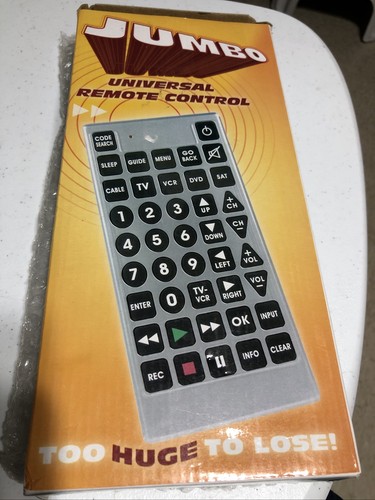 JUMBO
UNIVERSAL
REMOTE CONTROL
CODE
SEARCH
SLEEP GUIDE MENU GO
BACK
CABLE TV VCR DVD SAT
1 2 3 UP +
CH
4 5 6 DOWN CH
-
7 8 9 LEFT +
VOL
ENTER 0 TV-
VCR RIGHT VOL
-
OK INPUT
REC INFO CLEAR
TOO HUGE TO LOSE!